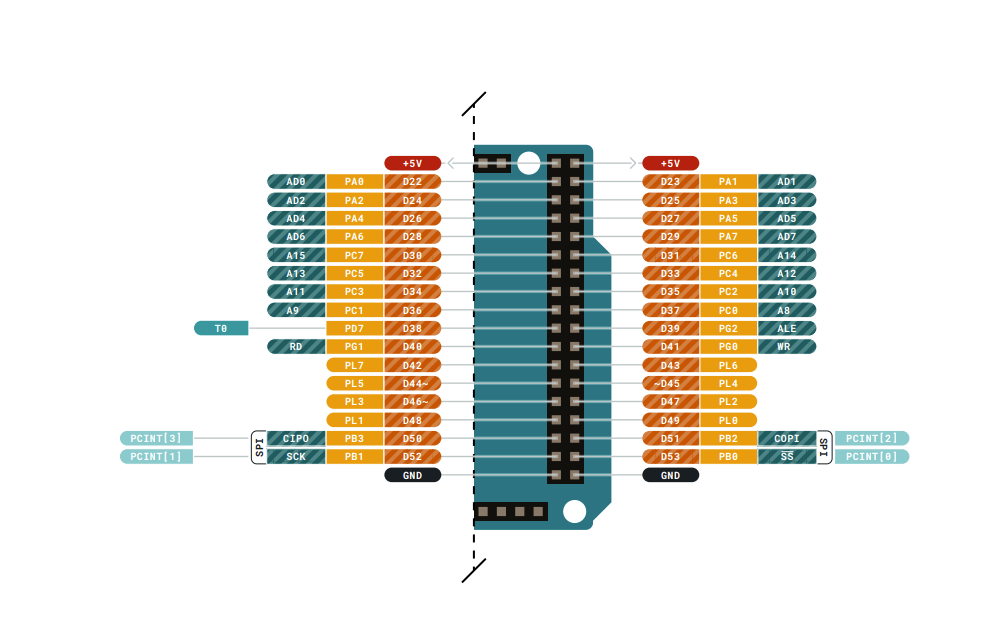 +5V +5V
AD0 PA0 D22 D23 PA1 AD1
AD2 PA2 D24 D25 PA3 AD3
AD4 PA4 D26 D27 PA5 AD5
AD6 PA6 D28 D29 PA7 AD7
A15 PC7 D30 D31 PC6 A14
A13 PC5 D32 D33 PC4 A12
A11 PC3 D34 D35 PC2 A10
A9 PC1 D36 D37 PC0 A8
T0 PD7 D38 D39 PG2 ALE
RD PG1 D40 D41 PG0 WR
PL7 D42 D43 PL6
PL5 D44~ ~D45 PL4
PL3 D46~ D47 PL2
PL1 D48 D49 PL0
PCINT[3] SPI CIPO PB3 D50 D51 PB2 COPI SPI PCINT[2]
PCINT[1] SCK PB1 D52 D53 PB0 S̅S̅ PCINT[0]
GND GND